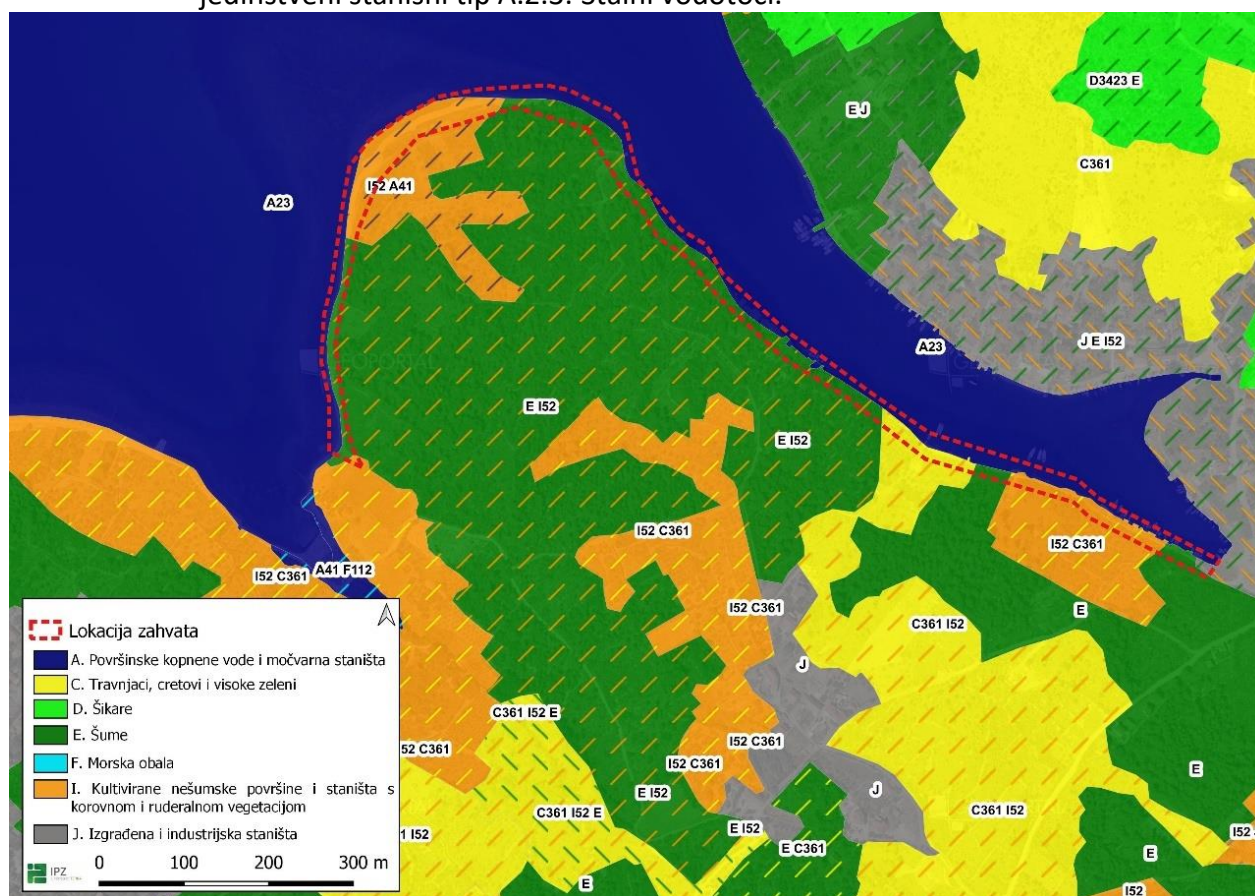 jedinstveni stanišni tip A.2.3. Stalni vodotoci.
D3423 E
E J
C361
I52 A41
A23
J E I52
A23
E I52
E I52
I52 C361
I52 C361
I52 C361
A41 F112
I52 C361
E
C361 I52
J
C361 I52 E
I52 C361
I52 C361
I52 C361
E
E I52
J
C361 I52 E
C361 I52
I52
E I52
E C361
E
E
I52
Lokacija zahvata
A. Površinske kopnene vode i močvarna staništa
C. Travnjaci, cretovi i visoke zeleni
D. Šikare
E. Šume
F. Morska obala
I. Kultivirane nešumske površine i staništa s
korovnom i ruderalnom vegetacijom
J. Izgrađena i industrijska staništa
IPZ
0 100 200 300 m